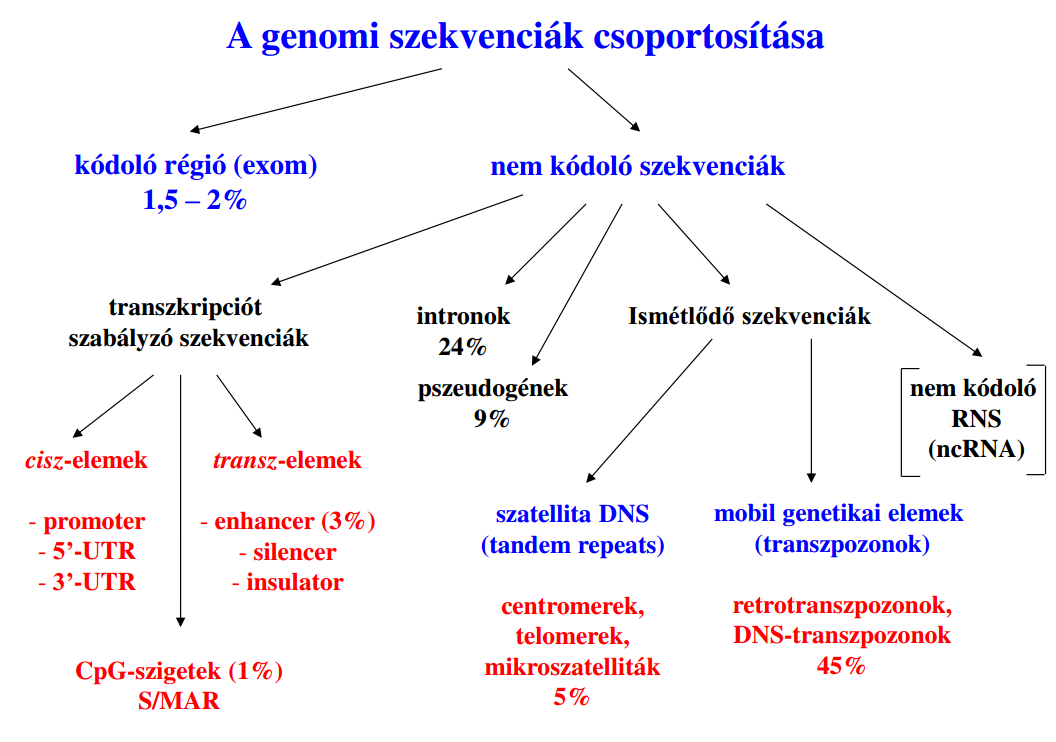 A genomi szekvenciák csoportosítása
kódoló régió (exom)
1,5 – 2%
nem kódoló szekvenciák
transzkripciót
szabályzó szekvenciák
intronok
24%
pszeudogének
9%
Ismétlődő szekvenciák
nem kódoló
RNS
(ncRNA)
cisz-elemek
- promoter
- 5’-UTR
- 3’-UTR
transz-elemek
- enhancer (3%)
- silencer
- insulator
CpG-szigetek (1%)
S/MAR
szatellita DNS
(tandem repeats)
centromerek,
telomerek,
mikroszatelliták
5%
mobil genetikai elemek
(transzpozonok)
retrotranszpozonok,
DNS-transzpozonok
45%